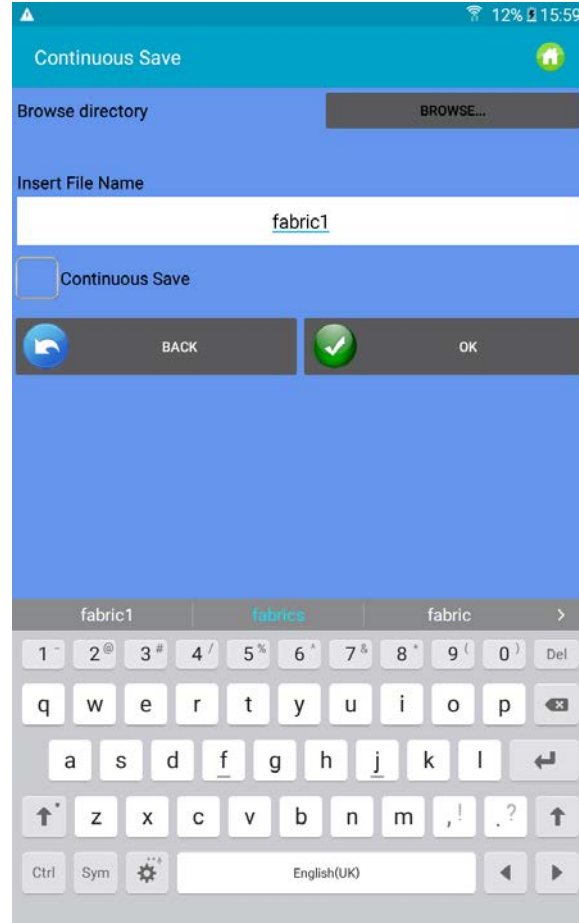 12% 15:59
Continuous Save
Browse directory BROWSE...
Insert File Name
fabric1
Continuous Save
BACK OK
fabric1 fabrics fabric >
1 - 2 @ 3 # 4 / 5 % 6 ^ 7 & 8 * 9 ( 0 ) Del
q w e r t y u i o p
a s d f g h j k l
z x c v b n m , ! . ?
Ctrl Sym English(UK)